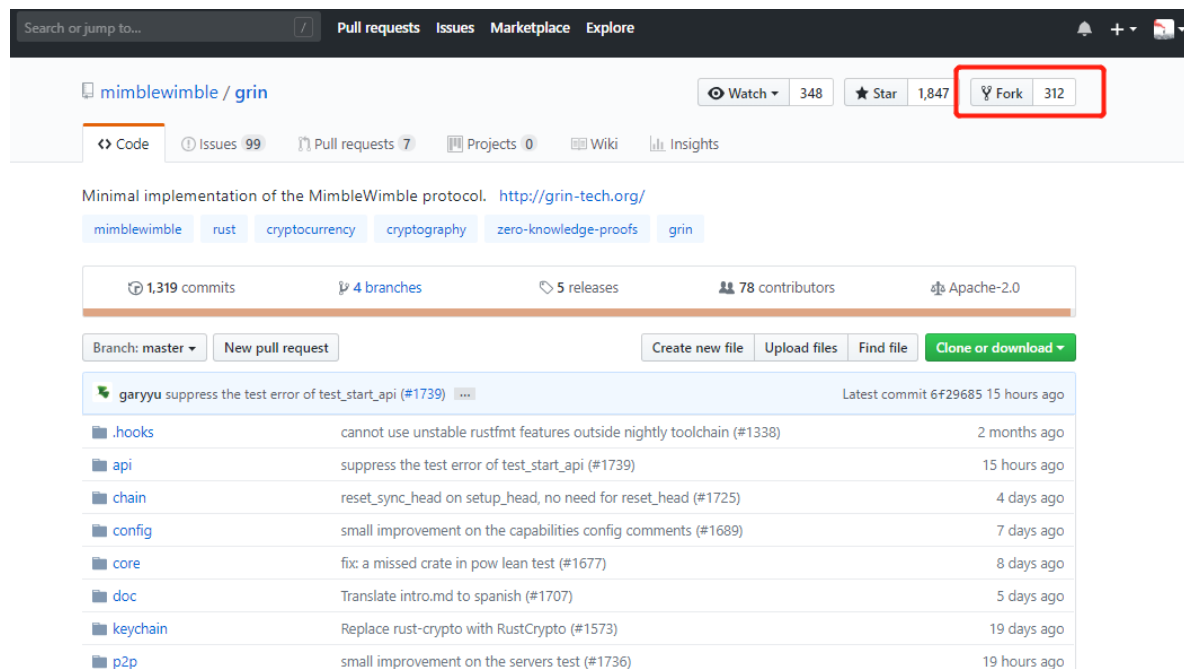 Search or jump to... / Pull requests Issues Marketplace Explore
mimblewimble / grin Watch 348 Star 1,847 Fork 312
Code Issues 99 Pull requests 7 Projects 0 Wiki Insights
Minimal implementation of the MimbleWimble protocol. http://grin-tech.org/
mimblewimble rust cryptocurrency cryptography zero-knowledge-proofs grin
1,319 commits 4 branches 5 releases 78 contributors Apache-2.0
Branch: master New pull request Create new file Upload files Find file Clone or download
garyyu suppress the test error of test_start_api (#1739) ... Latest commit 6f29685 15 hours ago
.hooks cannot use unstable rustfmt features outside nightly toolchain (#1338) 2 months ago
api suppress the test error of test_start_api (#1739) 15 hours ago
chain reset_sync_head on setup_head, no need for reset_head (#1725) 4 days ago
config small improvement on the capabilities config comments (#1689) 7 days ago
core fix: a missed crate in pow lean test (#1677) 8 days ago
doc Translate intro.md to spanish (#1707) 5 days ago
keychain Replace rust-crypto with RustCrypto (#1573) 19 days ago
p2p small improvement on the servers test (#1736) 19 hours ago